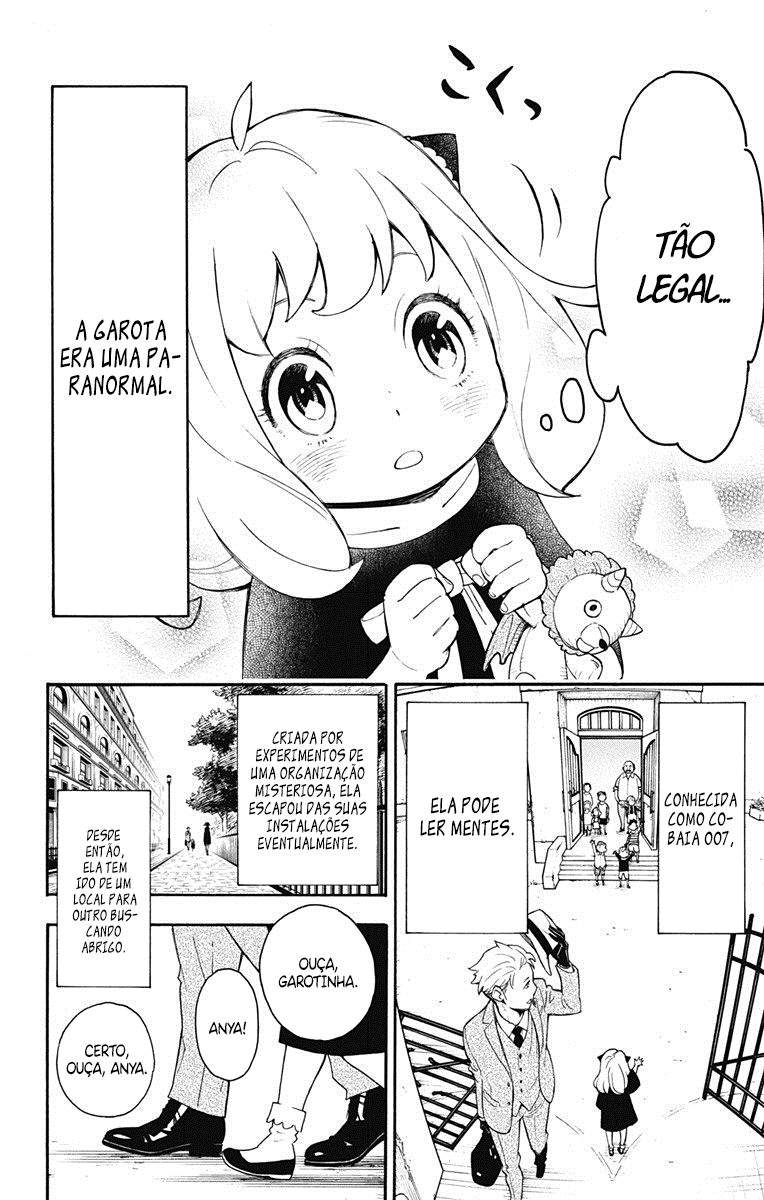 こくっ
TÃO
LEGAL...
A GAROTA
ERA UMA PA-
RANORMAL.
CONHECIDA
COMO CO-
BAIA 007,
ELA PODE
LER MENTES.
CRIADA POR
EXPERIMENTOS DE
UMA ORGANIZAÇÃO
MISTERIOSA, ELA
ESCAPOU DAS SUAS
INSTALAÇÕES
EVENTUALMENTE.
DESDE
ENTÃO,
ELA TEM
IDO DE UM
LOCAL PARA
OUTRO BUS-
CANDO
ABRIGO.
OUÇA,
GAROTINHA.
ANYA!
CERTO,
OUÇA, ANYA.